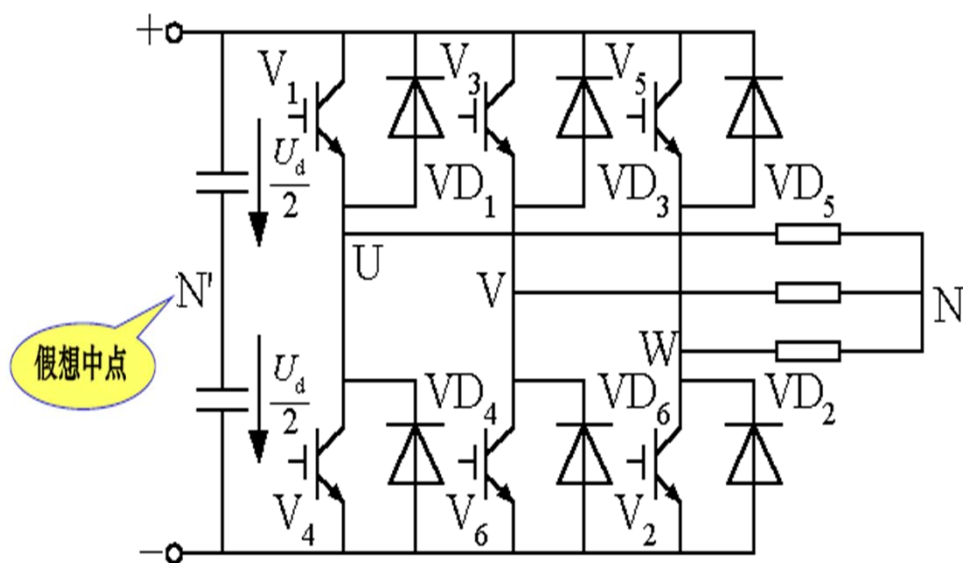 +
V1 V3 V5
Ud/2
VD1 VD3 VD5
U
N'
V
N
假想中点
W
Ud/2
VD4 VD6 VD2
V4 V6 V2
−